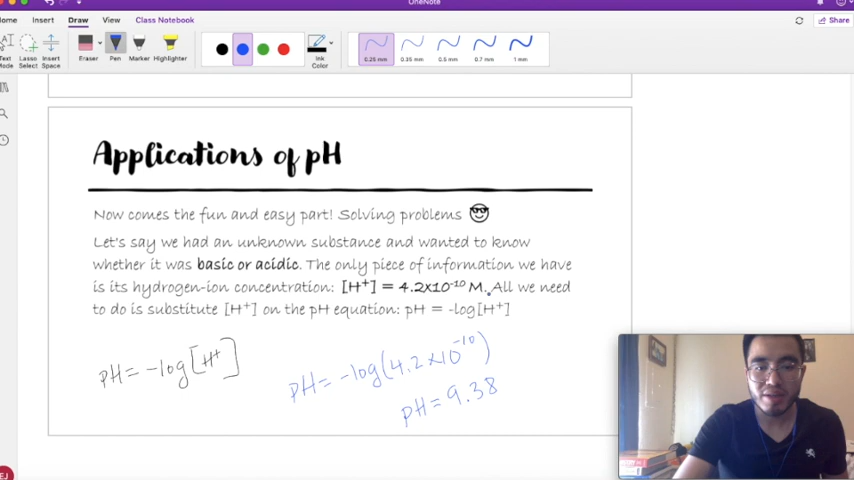 OneNote
Home Insert Draw View Class Notebook
Share
Text Mode
Lasso Select
Insert Space
Eraser
Pen
Marker
Highlighter
Ink Color
0.25 mm
0.35 mm
0.5 mm
0.7 mm
1 mm
Applications of pH
Now comes the fun and easy part! Solving problems 😎
Let's say we had an unknown substance and wanted to know
whether it was basic or acidic. The only piece of information we have
is its hydrogen-ion concentration: [H⁺] = 4.2x10⁻¹⁰ M. All we need
to do is substitute [H⁺] on the pH equation: pH = -log[H⁺]
pH = -log[H⁺]
pH = -log(4.2×10⁻¹⁰)
pH = 9.38
EJ